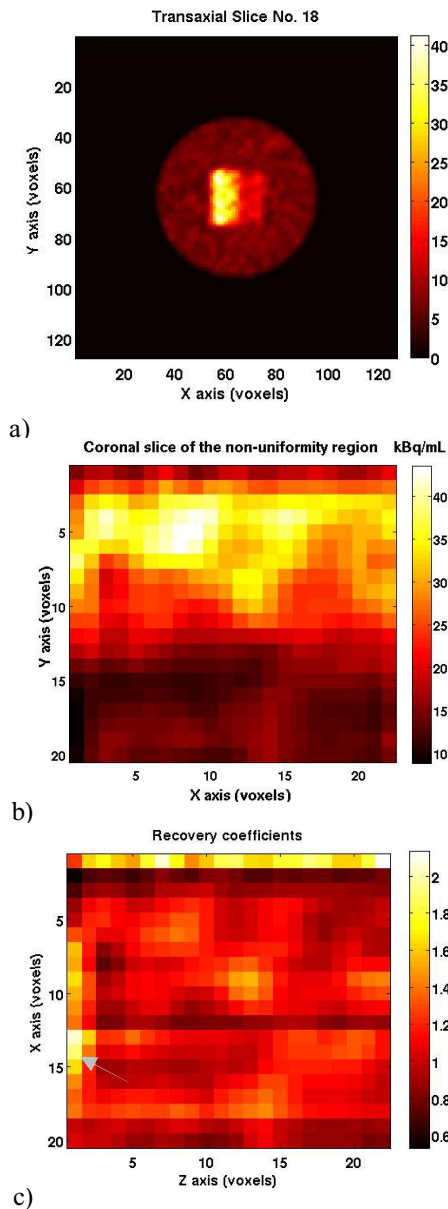 Transaxial Slice No. 18
40
35
30
25
20
15
10
5
0
20
40
60
80
100
120
Y axis (voxels)
20 40 60 80 100 120
X axis (voxels)
a)
Coronal slice of the non-uniformity region kBq/mL
40
35
30
25
20
15
10
5
10
15
20
Y axis (voxels)
5 10 15 20
X axis (voxels)
b)
Recovery coefficients
2
1.8
1.6
1.4
1.2
1
0.8
0.6
5
10
15
20
X axis (voxels)
5 10 15 20
Z axis (voxels)
c)